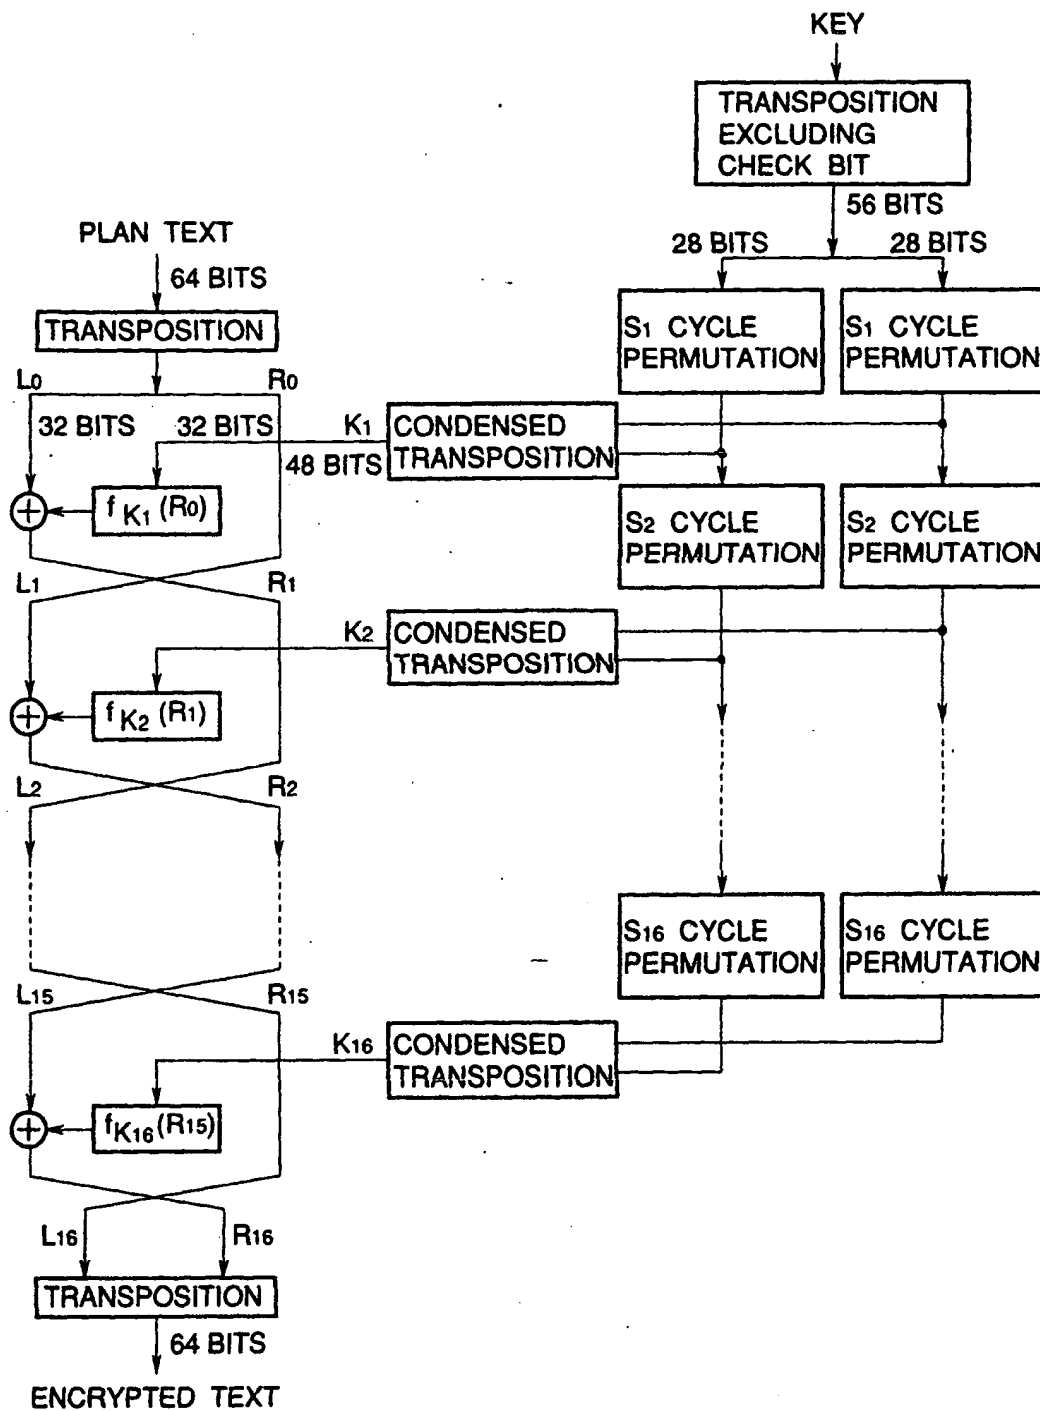 KEY
TRANSPOSITION
EXCLUDING
CHECK BIT
56 BITS
28 BITS 28 BITS
PLAN TEXT
64 BITS
TRANSPOSITION
S1 CYCLE
PERMUTATION
S1 CYCLE
PERMUTATION
L0 R0
32 BITS 32 BITS
K1
48 BITS
CONDENSED
TRANSPOSITION
f K1 (R0)
S2 CYCLE
PERMUTATION
S2 CYCLE
PERMUTATION
L1 R1
K2
CONDENSED
TRANSPOSITION
f K2 (R1)
L2 R2
S16 CYCLE
PERMUTATION
S16 CYCLE
PERMUTATION
L15 R15
K16
CONDENSED
TRANSPOSITION
f K16 (R15)
L16 R16
TRANSPOSITION
64 BITS
ENCRYPTED TEXT